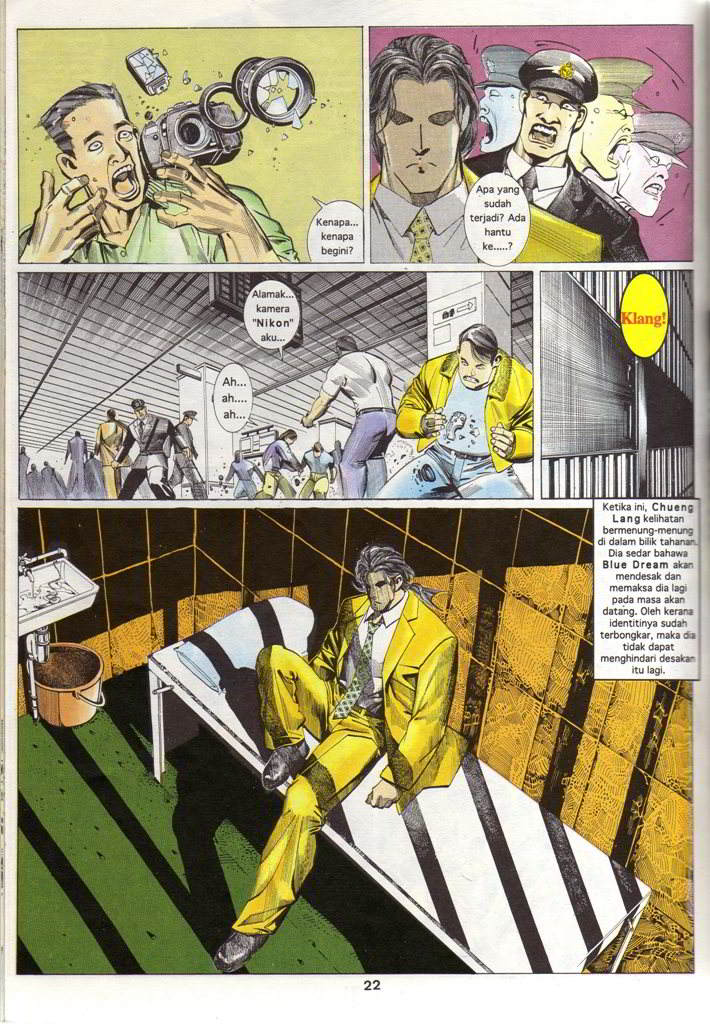 Kenapa...
kenapa
begini?
Apa yang
sudah
terjadi? Ada
hantu
ke.....?
Alamak...
kamera
"Nikon"
aku...
Ah...
ah....
ah...
Klang!
Ketika ini, Chueng
Lang kelihatan
bermenung-menung
di dalam bilik tahanan.
Dia sedar bahawa
Blue Dream akan
mendesak dan
memaksa dia lagi
pada masa akan
datang. Oleh kerana
identitinya sudah
terbongkar, maka dia
tidak dapat
menghindari desakan
itu lagi.
22